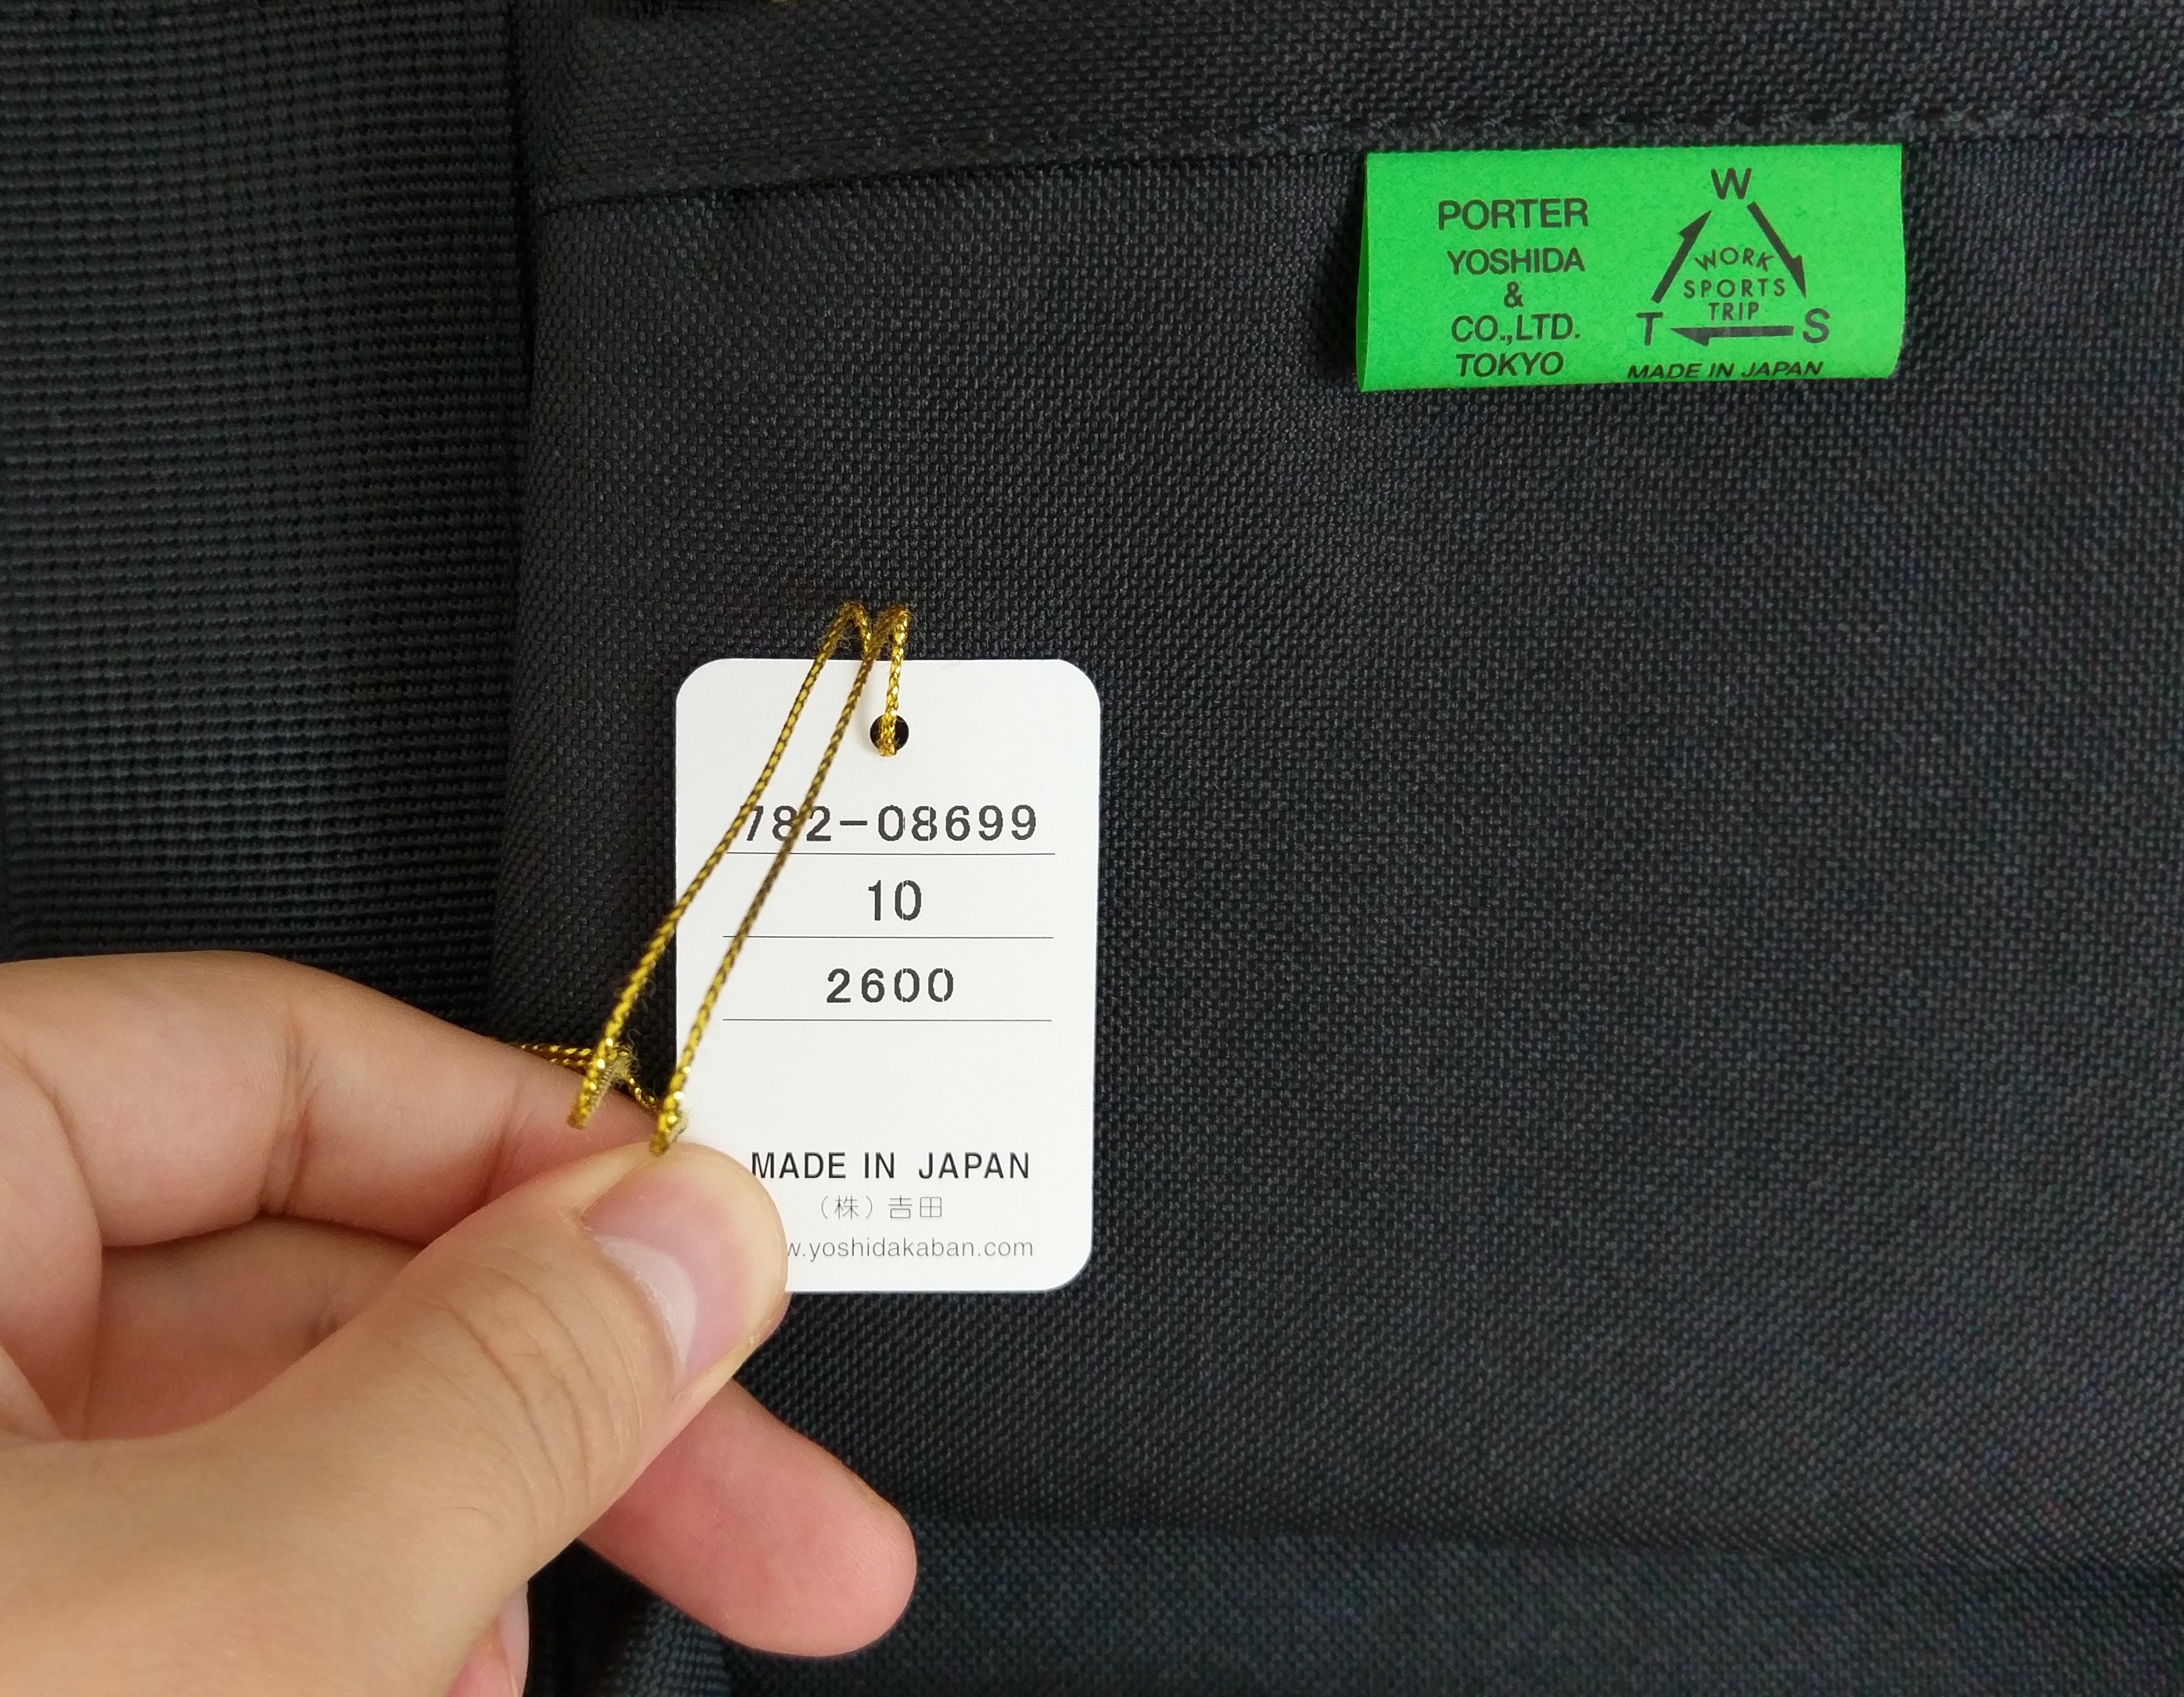 PORTER
YOSHIDA
&
CO.,LTD.
TOKYO
W
WORK
SPORTS
TRIP
T S
MADE IN JAPAN
782-08699
10
2600
MADE IN JAPAN
(株)吉田
w.yoshidakaban.com